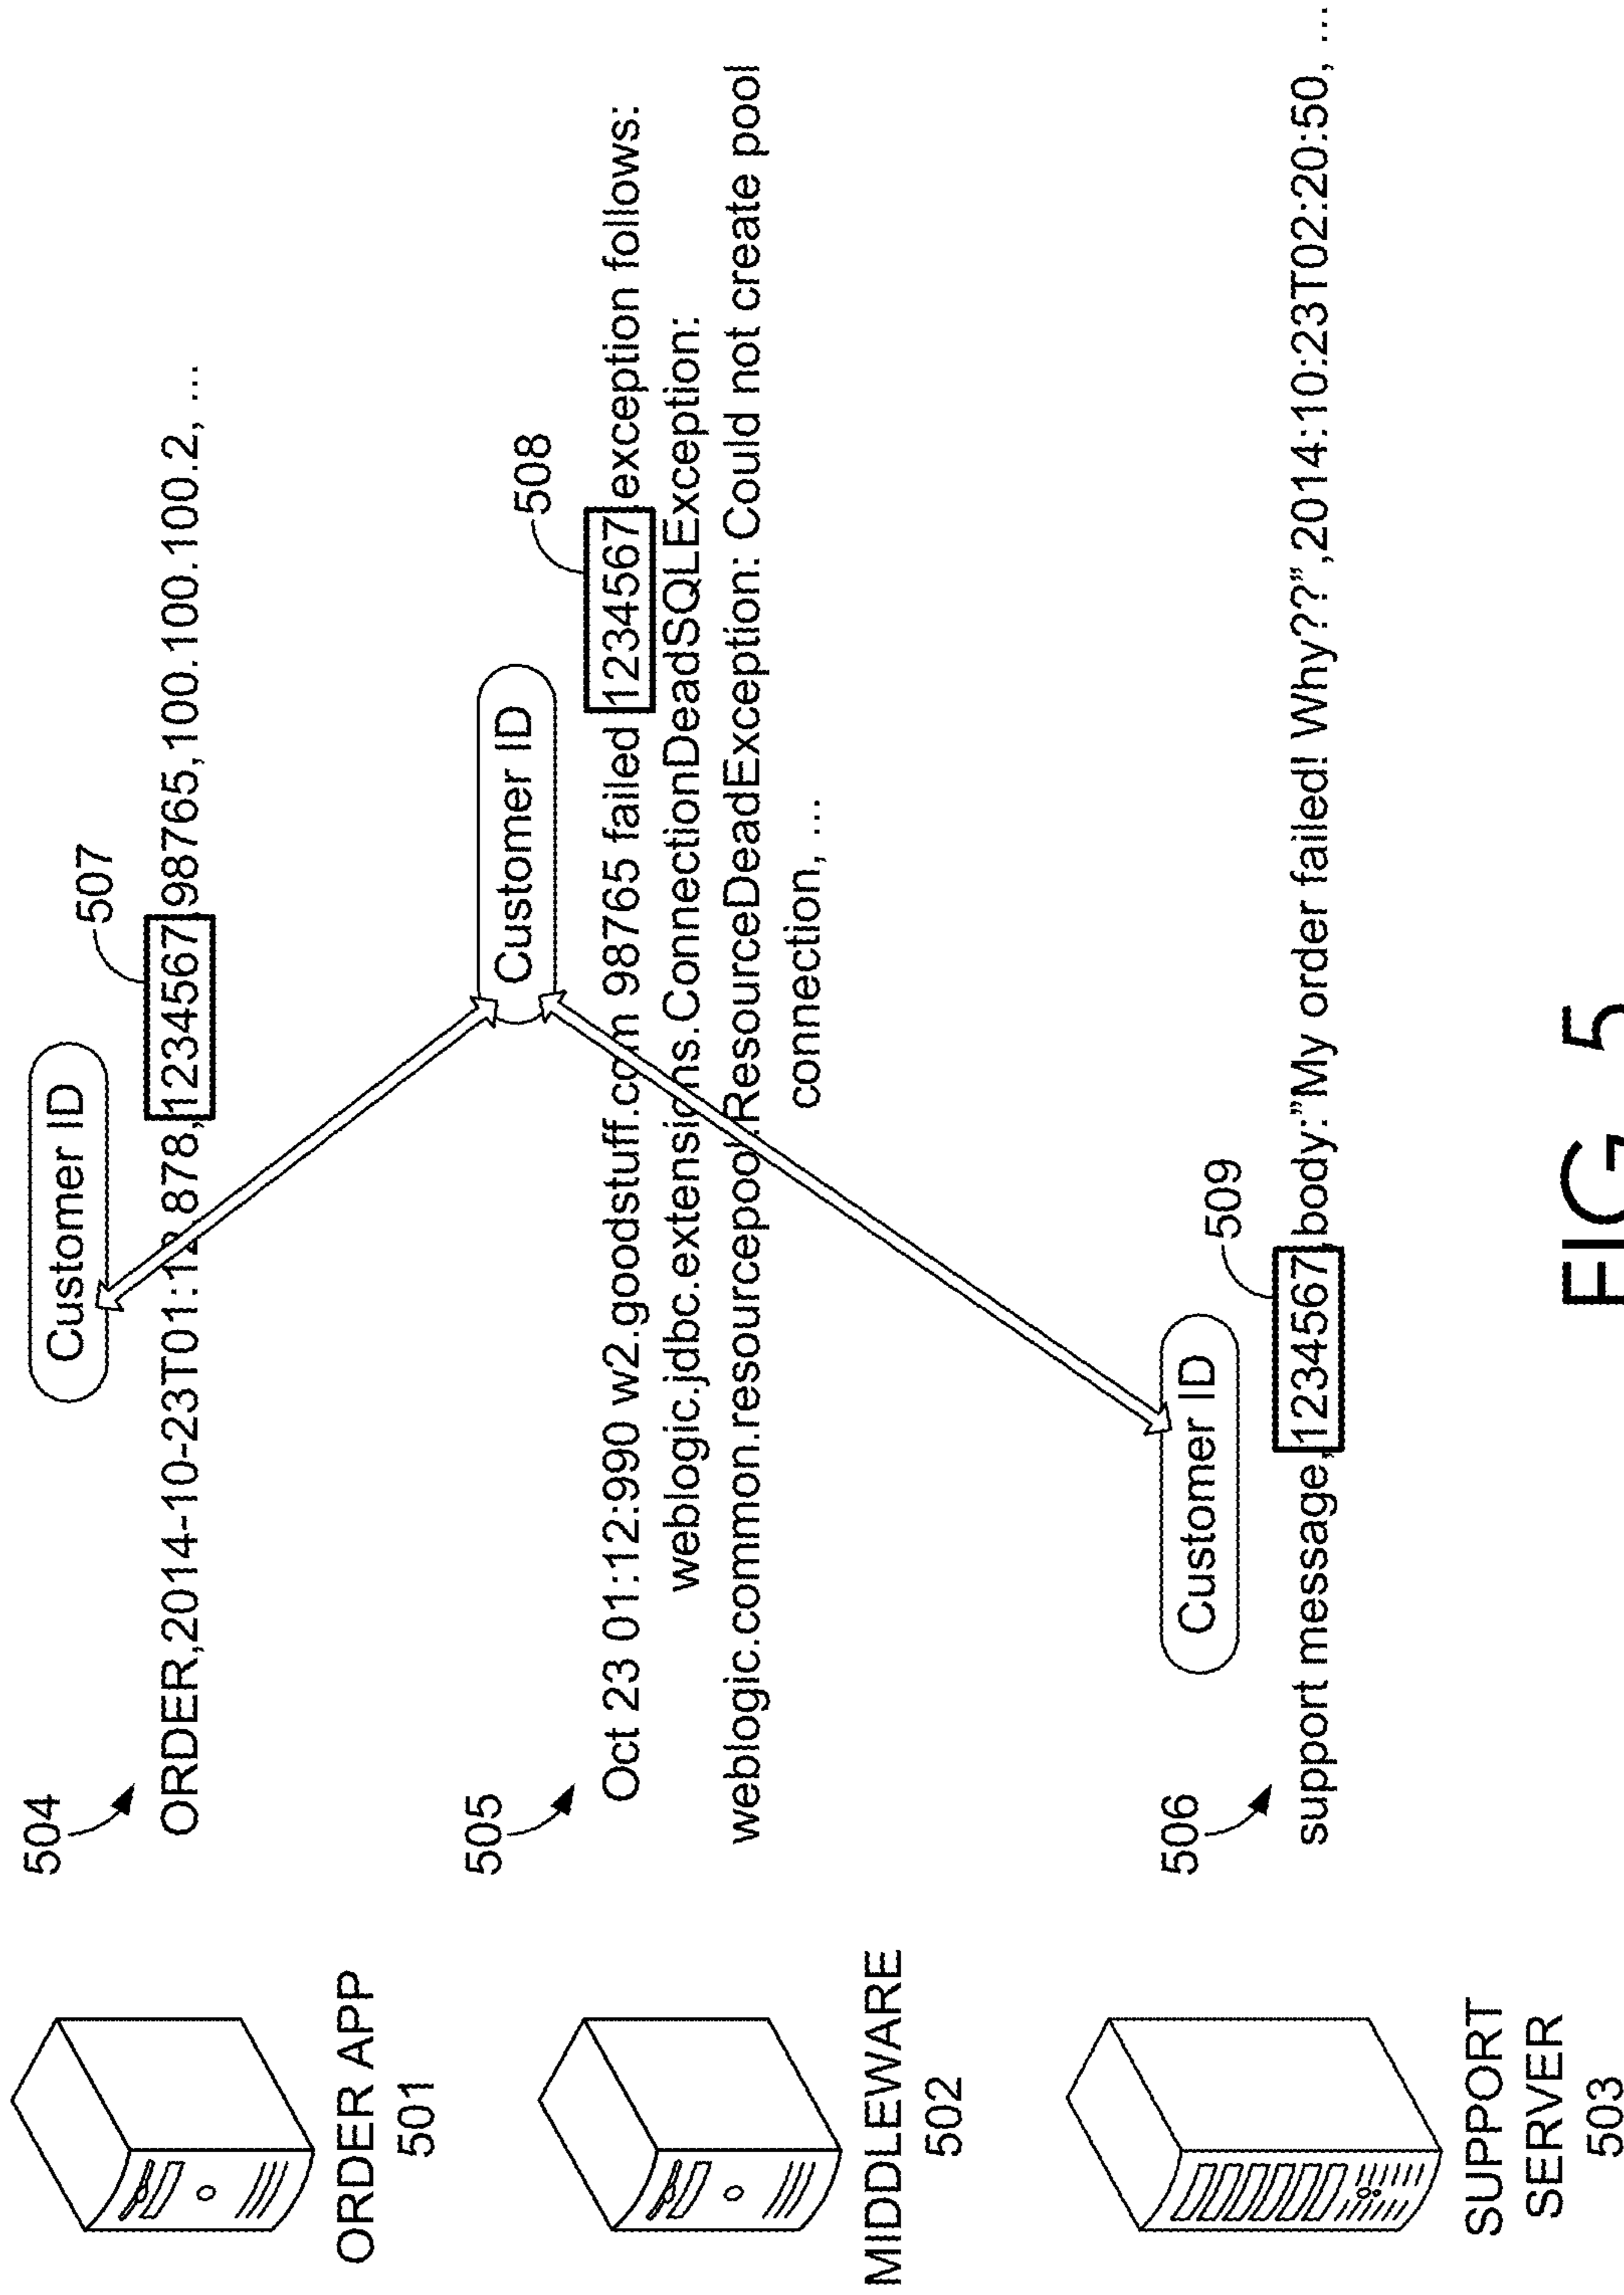 ORDER APP
501
504
Customer ID
507
ORDER,2014-10-23T01:12:878,1234567,98765,100.100.100.2, ...
MIDDLEWARE
502
505
Customer ID
508
Oct 23 01:12:990 w2.goodstuff.com 98765 failed 1234567 exception follows:
weblogic.jdbc.extensions.ConnectionDeadSQLException:
weblogic.common.resourcepool.ResourceDeadException: Could not create pool
connection, ...
SUPPORT
SERVER
503
506
Customer ID
509
support message,1234567,body:"My order failed! Why??",2014:10:23T02:20:50, ...
FIG 5